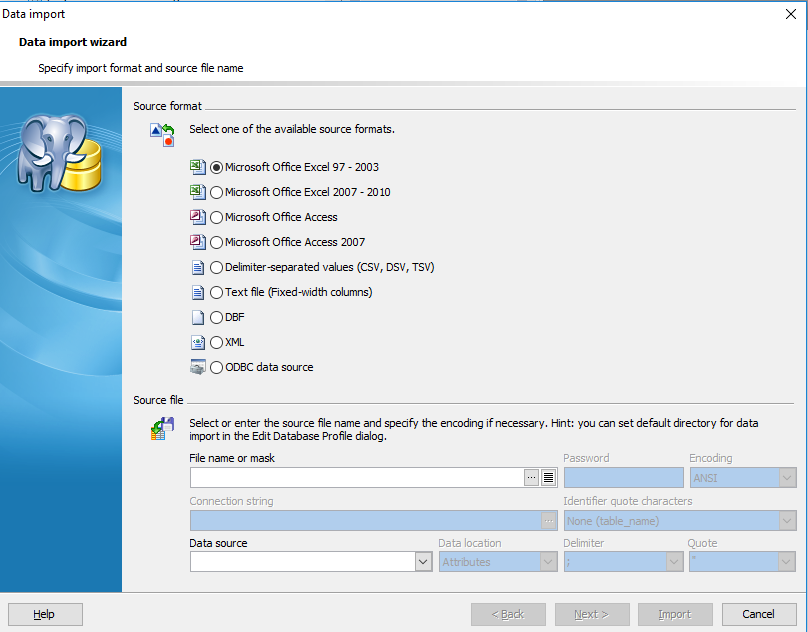 Data import
Data import wizard
Specify import format and source file name
Source format
Select one of the available source formats.
Microsoft Office Excel 97 - 2003
Microsoft Office Excel 2007 - 2010
Microsoft Office Access
Microsoft Office Access 2007
Delimiter-separated values (CSV, DSV, TSV)
Text file (Fixed-width columns)
DBF
XML
ODBC data source
Source file
Select or enter the source file name and specify the encoding if necessary. Hint: you can set default directory for data
import in the Edit Database Profile dialog.
File name or mask Password Encoding
... ANSI
Connection string Identifier quote characters
... None (table_name)
Data source Data location Delimiter Quote
Attributes ; "
Help < Back Next > Import Cancel